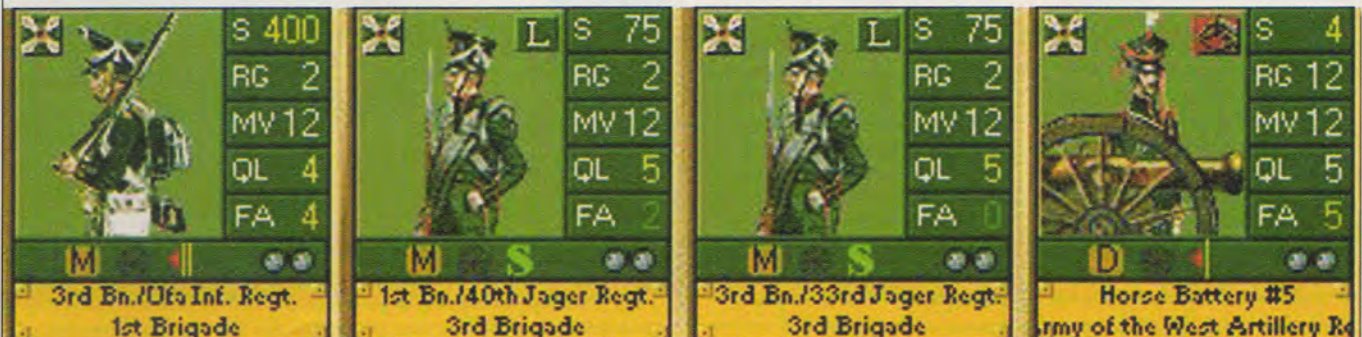 S 400
RG 2
MV 12
QL 4
FA 4
M
3rd Bn./Ufa Inf. Regt.
1st Brigade
L
S 75
RG 2
MV 12
QL 5
FA 2
M S
1st Bn./40th Jager Regt.
3rd Brigade
L
S 75
RG 2
MV 12
QL 5
FA 0
M S
3rd Bn./33rd Jager Regt.
3rd Brigade
S 4
RG 12
MV 12
QL 5
FA 5
D
Horse Battery #5
rmy of the West Artillery Re